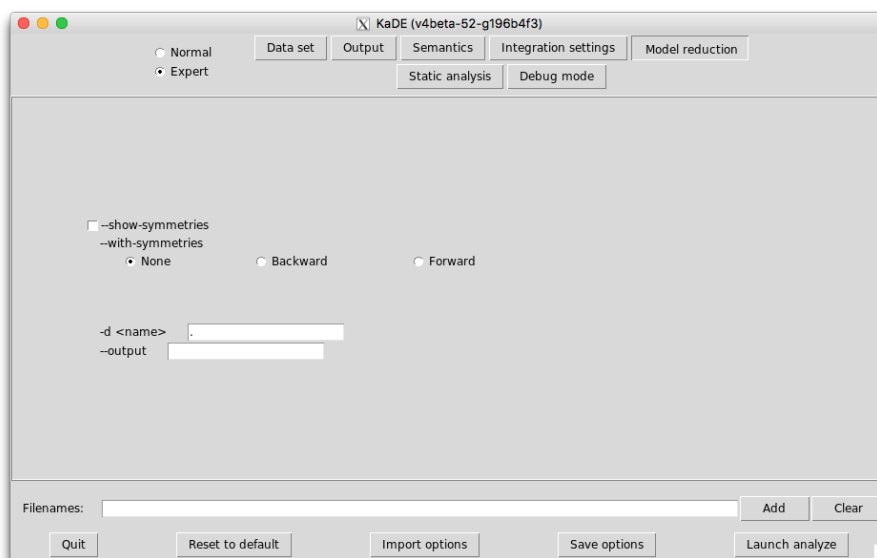 KaDE (v4beta-52-g196b4f3)
Normal
Expert
Data set Output Semantics Integration settings Model reduction
Static analysis Debug mode
--show-symmetries
--with-symmetries
None Backward Forward
-d <name> .
--output
Filenames: Add Clear
Quit Reset to default Import options Save options Launch analyze